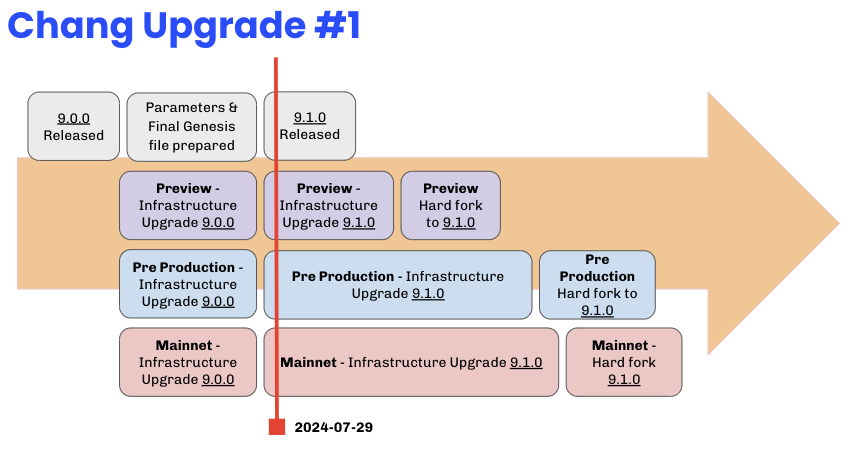 Chang Upgrade #1
9.0.0
Released
Parameters &
Final Genesis
file prepared
9.1.0
Released
Preview -
Infrastructure
Upgrade 9.0.0
Preview -
Infrastructure
Upgrade 9.1.0
Preview
Hard fork
to 9.1.0
Pre Production -
Infrastructure
Upgrade 9.0.0
Pre Production - Infrastructure
Upgrade 9.1.0
Pre
Production
Hard fork to
9.1.0
Mainnet -
Infrastructure
Upgrade 9.0.0
Mainnet - Infrastructure Upgrade 9.1.0
Mainnet -
Hard fork
9.1.0
2024-07-29